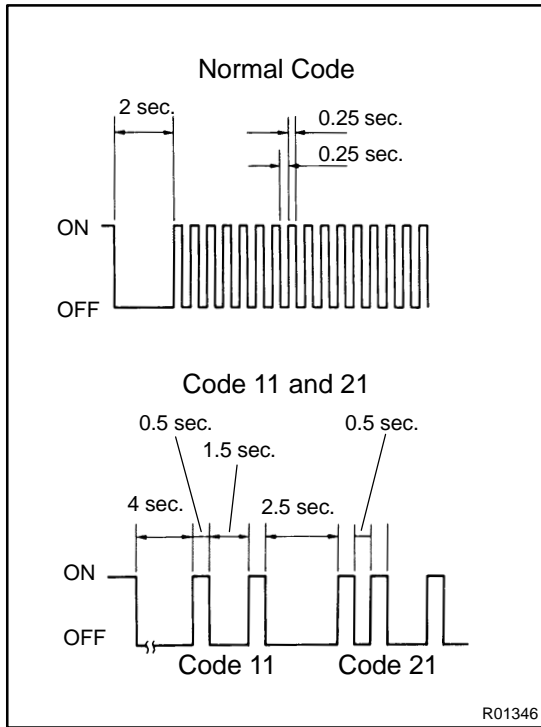 Normal Code
2 sec.
0.25 sec.
0.25 sec.
ON
OFF
Code 11 and 21
0.5 sec.
0.5 sec.
1.5 sec.
4 sec.
2.5 sec.
ON
OFF
Code 11
Code 21
R01346